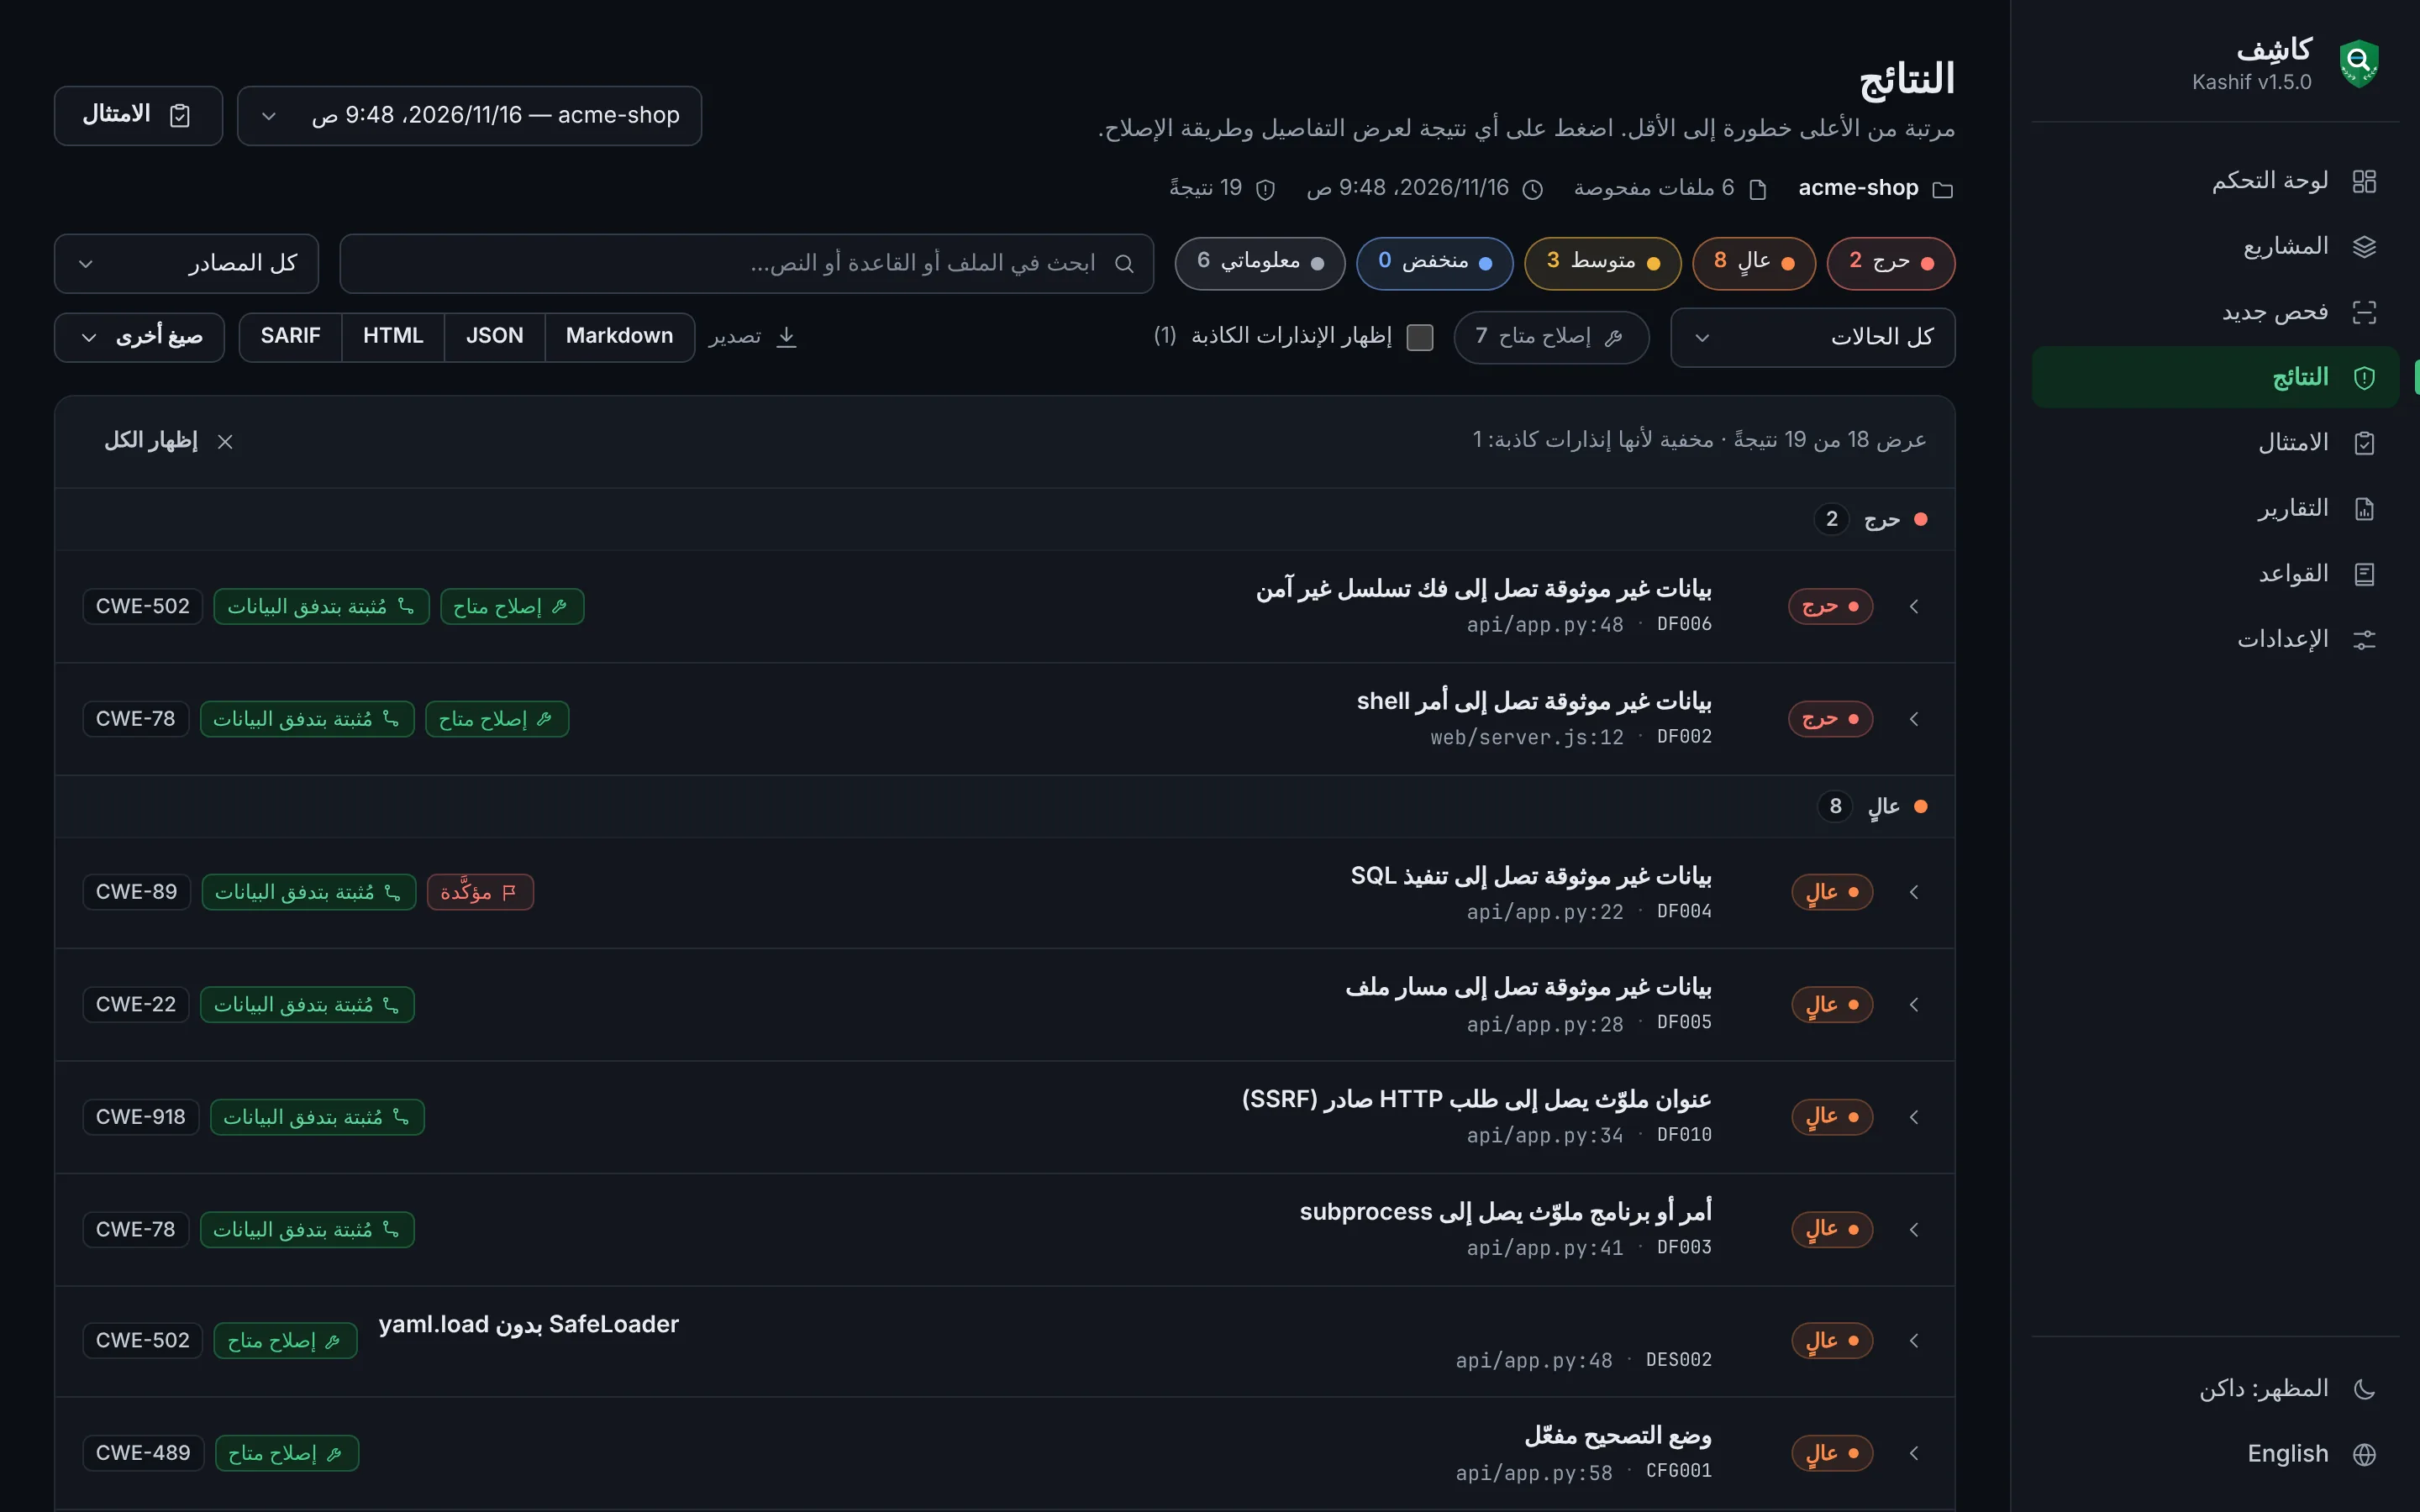 كاشِف
Kashif v1.5.0
لوحة التحكم
المشاريع
فحص جديد
النتائج
الامتثال
التقارير
القواعد
الإعدادات
المظهر: داكن
English
النتائج
مرتبة من الأعلى خطورة إلى الأقل. اضغط على أي نتيجة لعرض التفاصيل وطريقة الإصلاح.
acme-shop — 2026/11/16، 9:48 ص
الامتثال
acme-shop 6 ملفات مفحوصة 2026/11/16، 9:48 ص 19 نتيجةً
حرج 2 عالٍ 8 متوسط 3 منخفض 0 معلوماتي 6 ابحث في الملف أو القاعدة أو النص... كل المصادر
كل الحالات إصلاح متاح 7 إظهار الإنذارات الكاذبة (1) تصدير Markdown JSON HTML SARIF صيغ أخرى
عرض 18 من 19 نتيجةً · مخفية لأنها إنذارات كاذبة: 1 إظهار الكل
حرج 2
حرج بيانات غير موثوقة تصل إلى فك تسلسل غير آمن إصلاح متاح مُثبتة بتدفق البيانات CWE-502
DF006 · api/app.py:48
حرج بيانات غير موثوقة تصل إلى أمر shell إصلاح متاح مُثبتة بتدفق البيانات CWE-78
DF002 · web/server.js:12
عالٍ 8
عالٍ بيانات غير موثوقة تصل إلى تنفيذ SQL مؤكَّدة مُثبتة بتدفق البيانات CWE-89
DF004 · api/app.py:22
عالٍ بيانات غير موثوقة تصل إلى مسار ملف مُثبتة بتدفق البيانات CWE-22
DF005 · api/app.py:28
عالٍ عنوان ملوّث يصل إلى طلب HTTP صادر (SSRF) مُثبتة بتدفق البيانات CWE-918
DF010 · api/app.py:34
عالٍ أمر أو برنامج ملوّث يصل إلى subprocess مُثبتة بتدفق البيانات CWE-78
DF003 · api/app.py:41
عالٍ yaml.load بدون SafeLoader إصلاح متاح CWE-502
DES002 · api/app.py:48
عالٍ وضع التصحيح مفعّل إصلاح متاح CWE-489
CFG001 · api/app.py:58